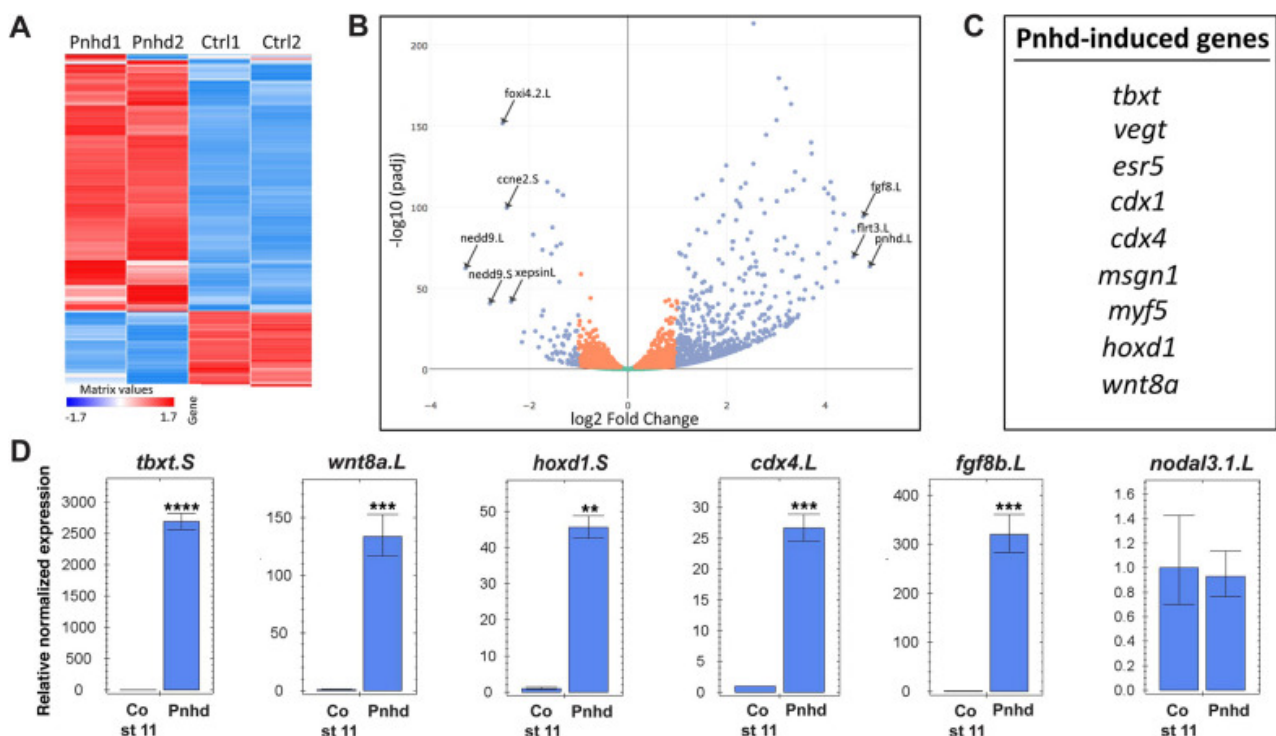 A
Pnhd1 Pnhd2 Ctrl1 Ctrl2
Matrix values
-1.7 1.7
Gene
B
200
150
100
50
0
-log10 (padj)
foxi4.2.L
ccne2.S
nedd9.L
nedd9.S
xepsinL
fgf8.L
flrt3.L
pnhd.L
−4 −2 0 2 4
log2 Fold Change
C
Pnhd-induced genes
tbxt
vegt
esr5
cdx1
cdx4
msgn1
myf5
hoxd1
wnt8a
D
Relative normalized expression
tbxt.S
3000
2500
2000
1500
1000
500
0
****
Co Pnhd
st 11
wnt8a.L
150
100
50
0
***
Co Pnhd
st 11
hoxd1.S
50
40
30
20
10
0
**
Co Pnhd
st 11
cdx4.L
30
25
20
15
10
5
0
***
Co Pnhd
st 11
fgf8b.L
400
300
200
100
0
***
Co Pnhd
st 11
nodal3.1.L
1.6
1.4
1.2
1.0
0.8
0.6
0.4
0.2
0.0
Co Pnhd
st 11